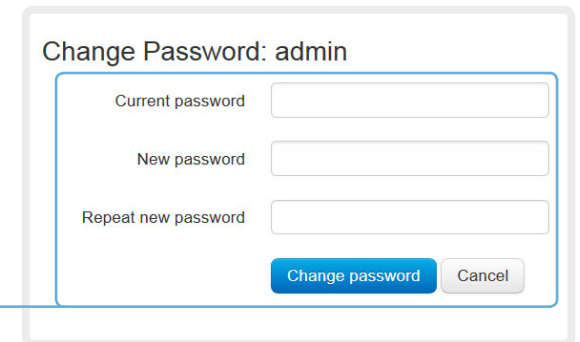 Change Password: admin
Current password
New password
Repeat new password
Change password Cancel